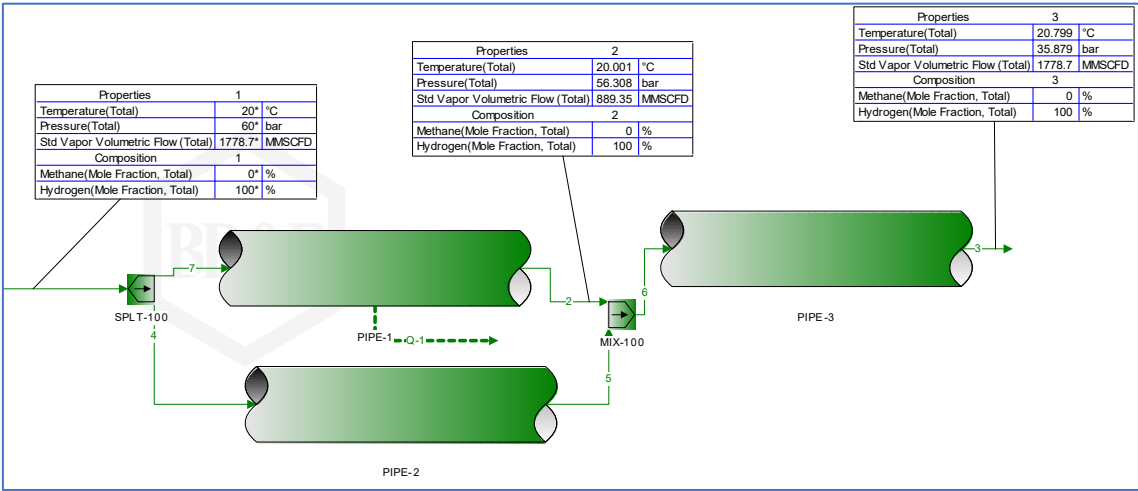 Properties 3
Temperature(Total) 20.799 °C
Pressure(Total) 35.879 bar
Std Vapor Volumetric Flow (Total) 1778.7 MMSCFD
Composition 3
Methane(Mole Fraction, Total) 0 %
Hydrogen(Mole Fraction, Total) 100 %
Properties 2
Temperature(Total) 20.001 °C
Pressure(Total) 56.308 bar
Std Vapor Volumetric Flow (Total) 889.35 MMSCFD
Composition 2
Methane(Mole Fraction, Total) 0 %
Hydrogen(Mole Fraction, Total) 100 %
Properties 1
Temperature(Total) 20* °C
Pressure(Total) 60* bar
Std Vapor Volumetric Flow (Total) 1778.7* MMSCFD
Composition 1
Methane(Mole Fraction, Total) 0* %
Hydrogen(Mole Fraction, Total) 100* %
7
2
6
3
SPLT-100
4
PIPE-1
Q-1
MIX-100
PIPE-3
5
PIPE-2